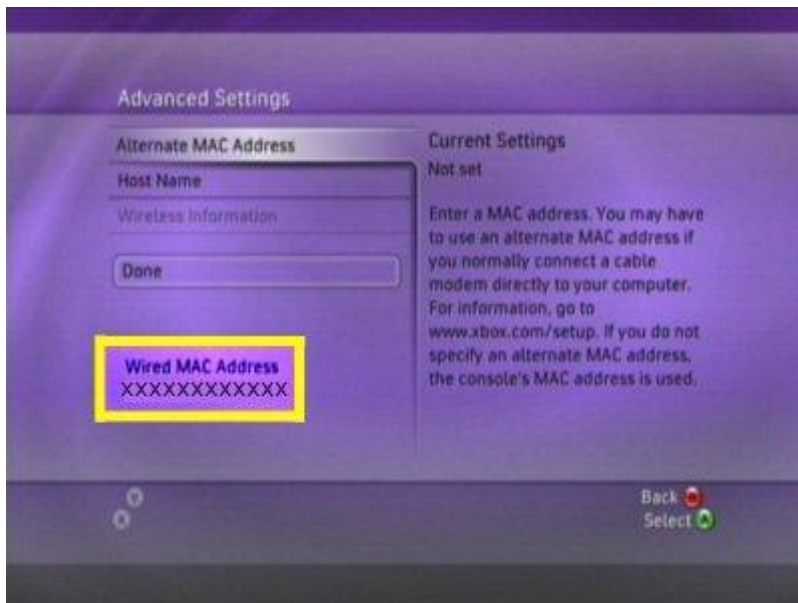 Advanced Settings
Alternate MAC Address
Host Name
Wireless Information
Done
Wired MAC Address
XXXXXXXXXXXX
Current Settings
Not set
Enter a MAC address. You may have
to use an alternate MAC address if
you normally connect a cable
modem directly to your computer.
For information, go to
www.xbox.com/setup. If you do not
specify an alternate MAC address,
the console's MAC address is used.
Y
X
Back B
Select A